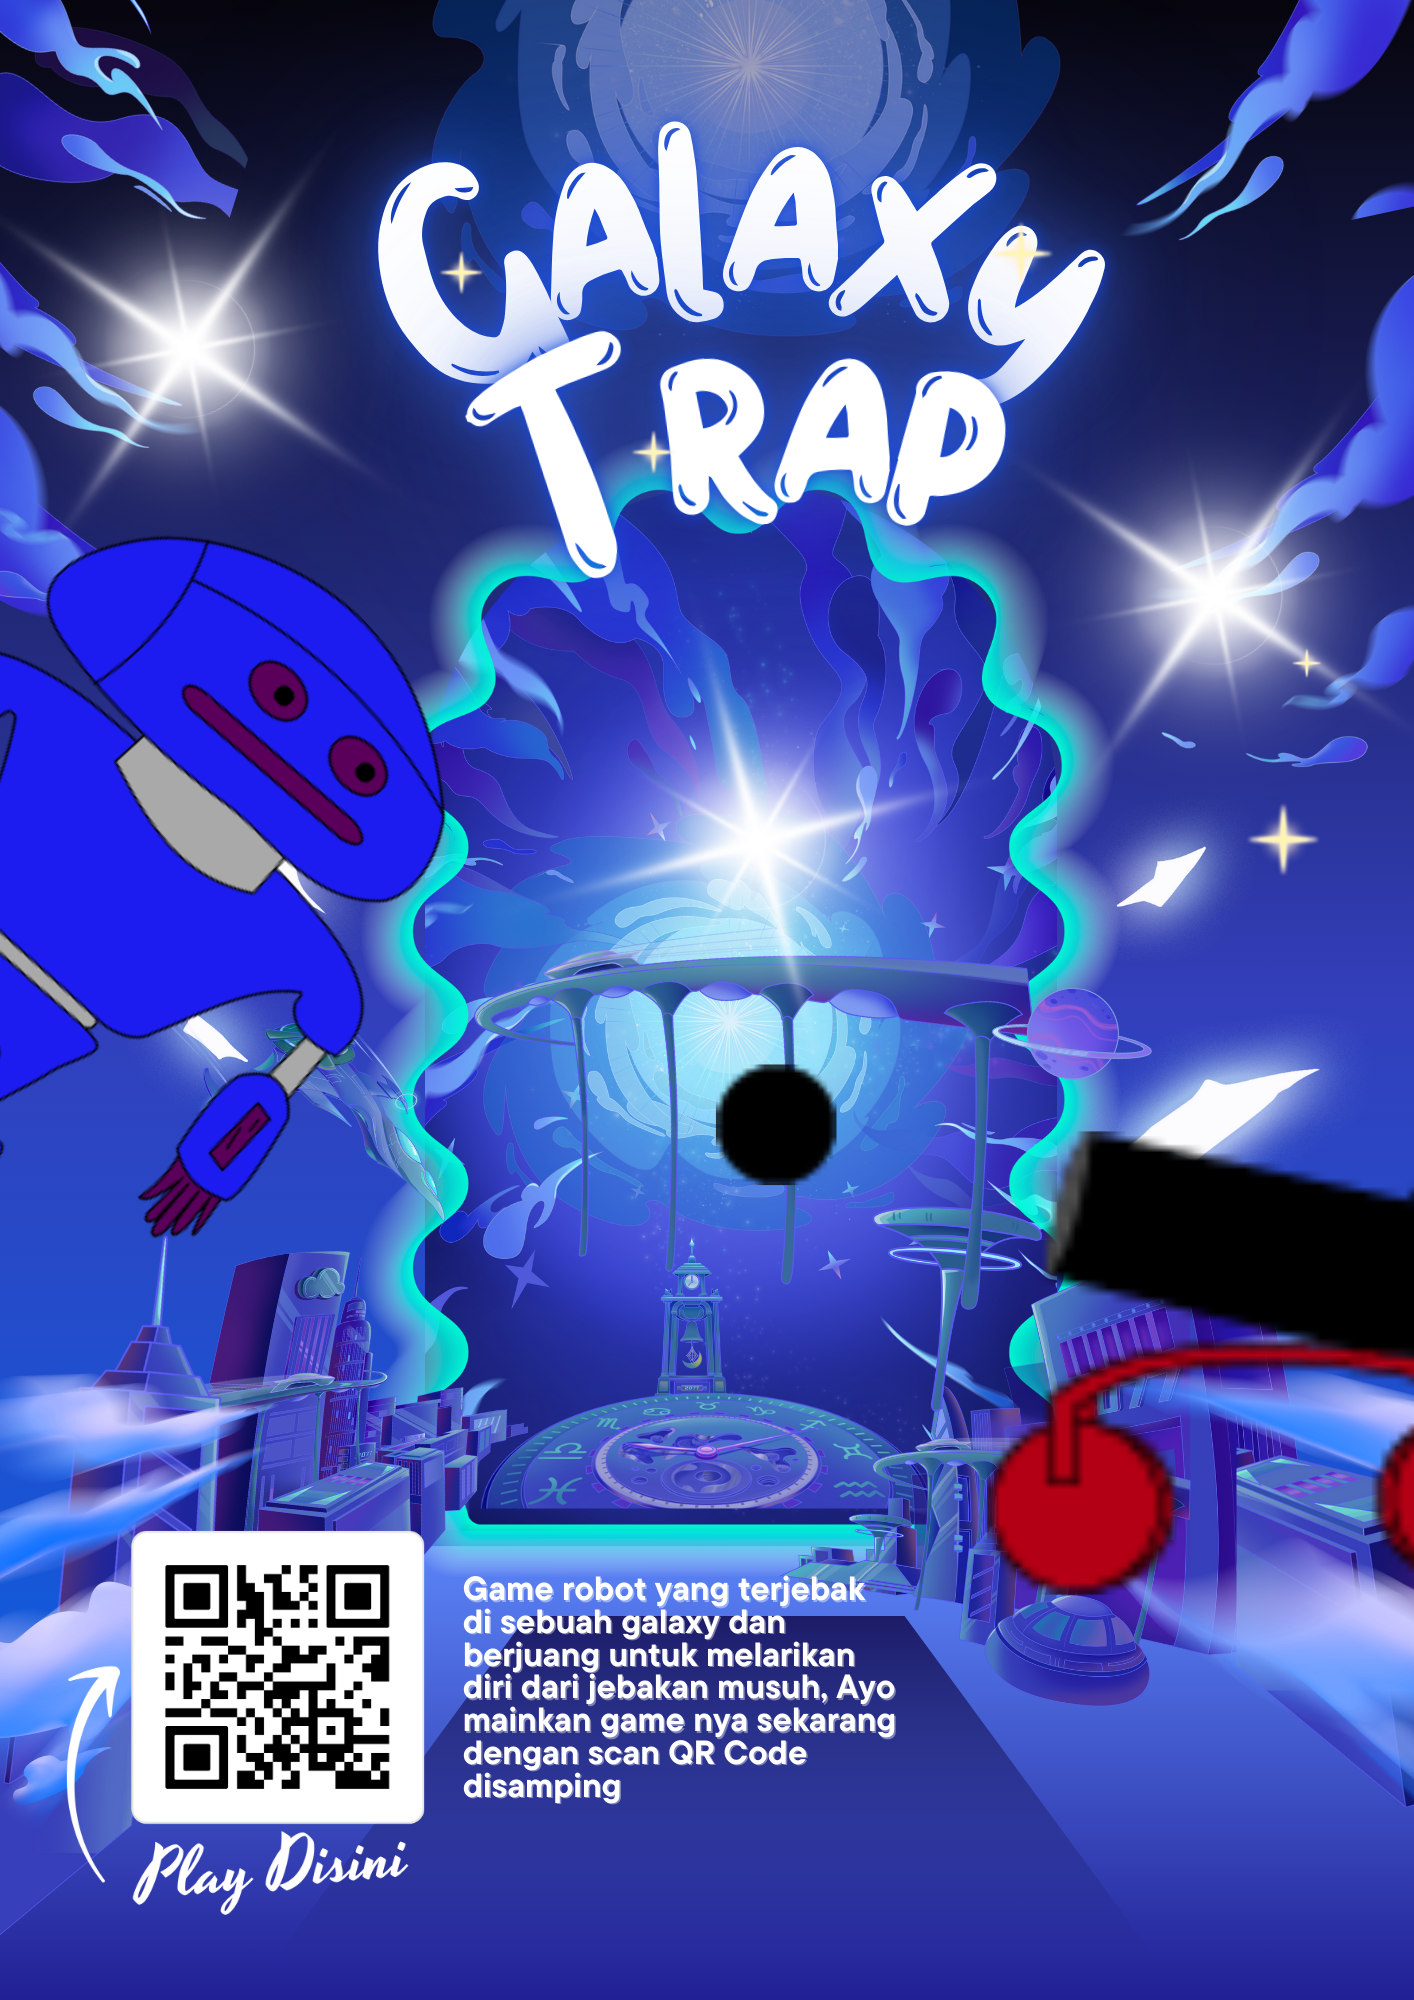 GALAXY
TRAP
Game robot yang terjebak
di sebuah galaxy dan
berjuang untuk melarikan
diri dari jebakan musuh, Ayo
mainkan game nya sekarang
dengan scan QR Code
disamping
Play Disini